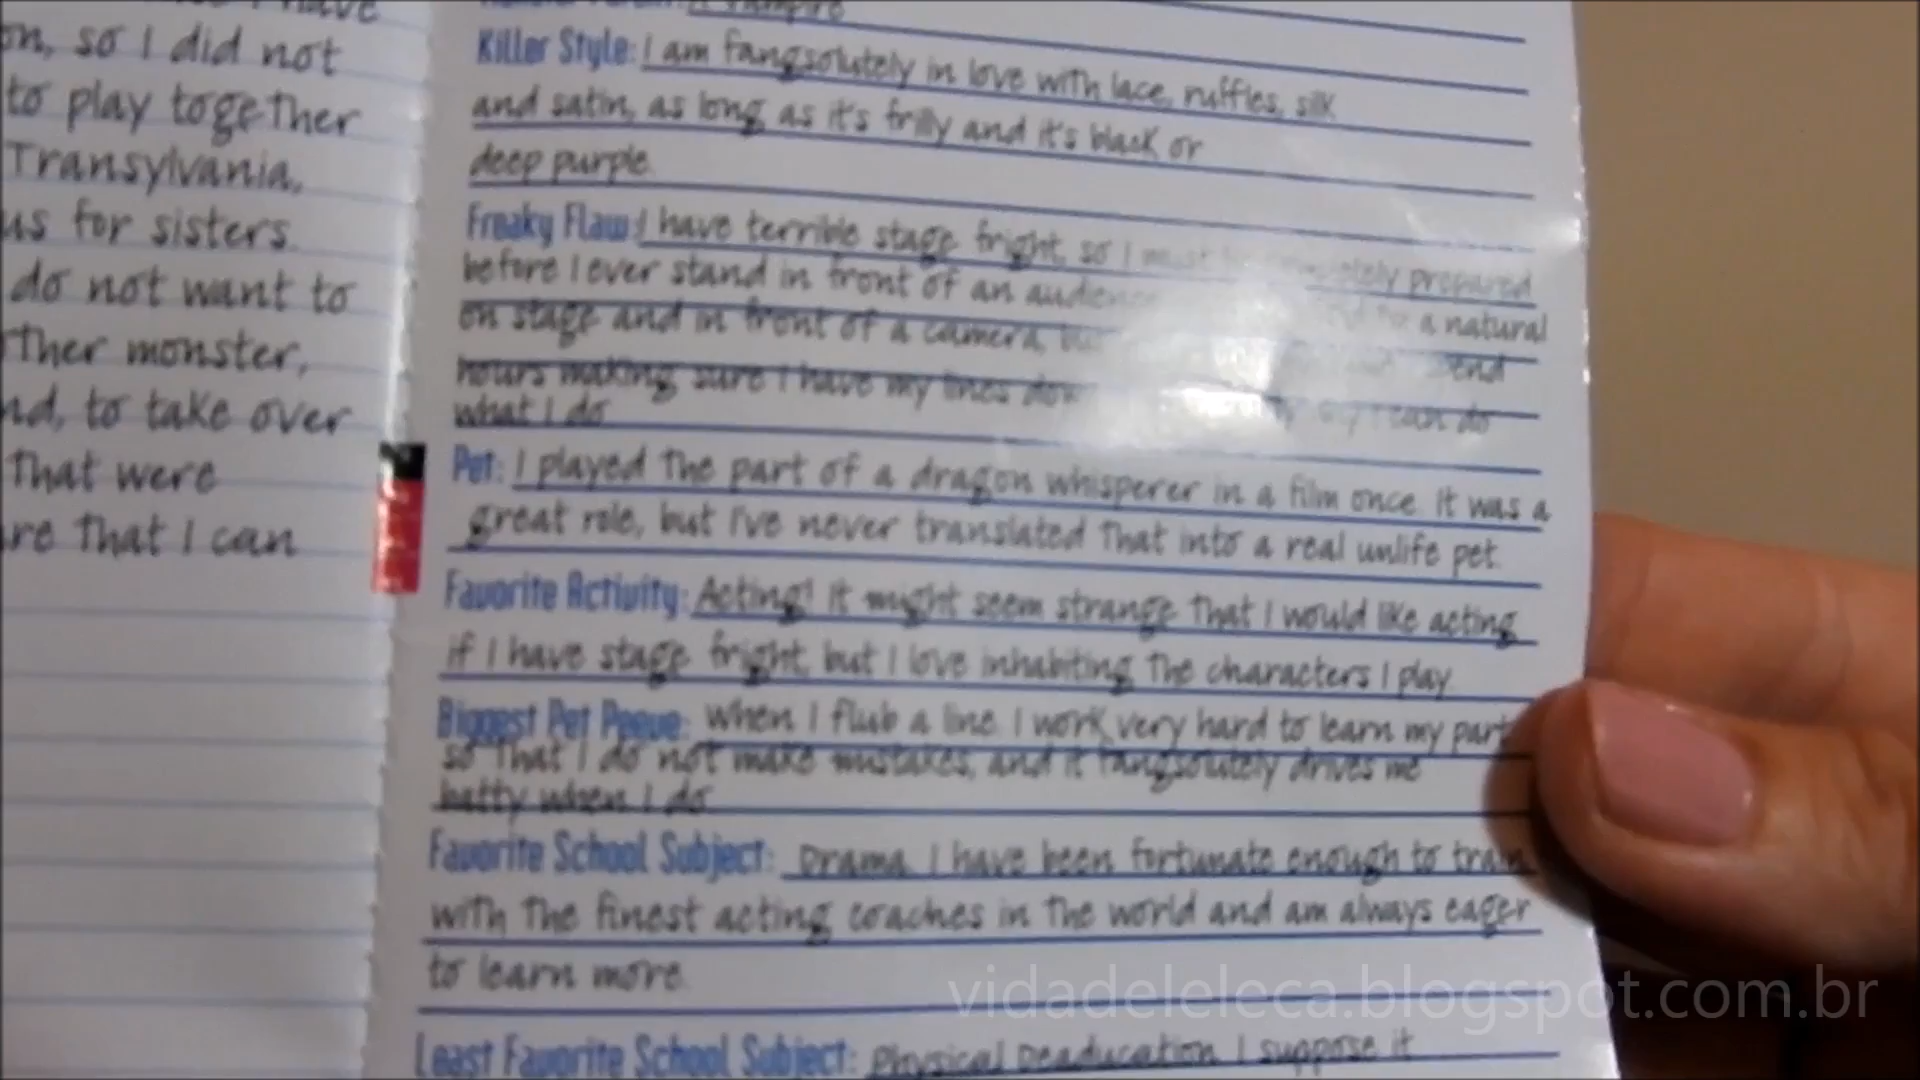 have
on, so I did not
to play together
Transylvania,
us for sisters.
do not want to
other monster,
to take over
that were
that I can
A vampire
Killer Style: I am fangsolutely in love with lace, ruffles, silk
and satin, as long as it's frilly and it's black or
deep purple.
Freaky Flaw: I have terrible stage fright, so I must prepared
before I ever stand in front of an a natural
on stage and in front of a camera,
hours making sure I have my lines I can do
what I do.
Pet: I played the part of a dragon whisperer in a film once. It was a
great role, but I've never translated that into a real unlife pet.
Favorite Activity: Acting! It might seem strange that I would like acting
if I have stage fright, but I love inhabiting the characters I play.
Biggest Pet Peeve: When I flub a line. I work very hard to learn my part
so that I do not make mistakes, and it fangsolutely drives me
batty when I do.
Favorite School Subject: Drama. I have been fortunate enough to train
with the finest acting coaches in the world and am always eager
to learn more.
Least Favorite School Subject: Physical Deaducation. I suppose it
vidadeleleca.blogspot.com.br